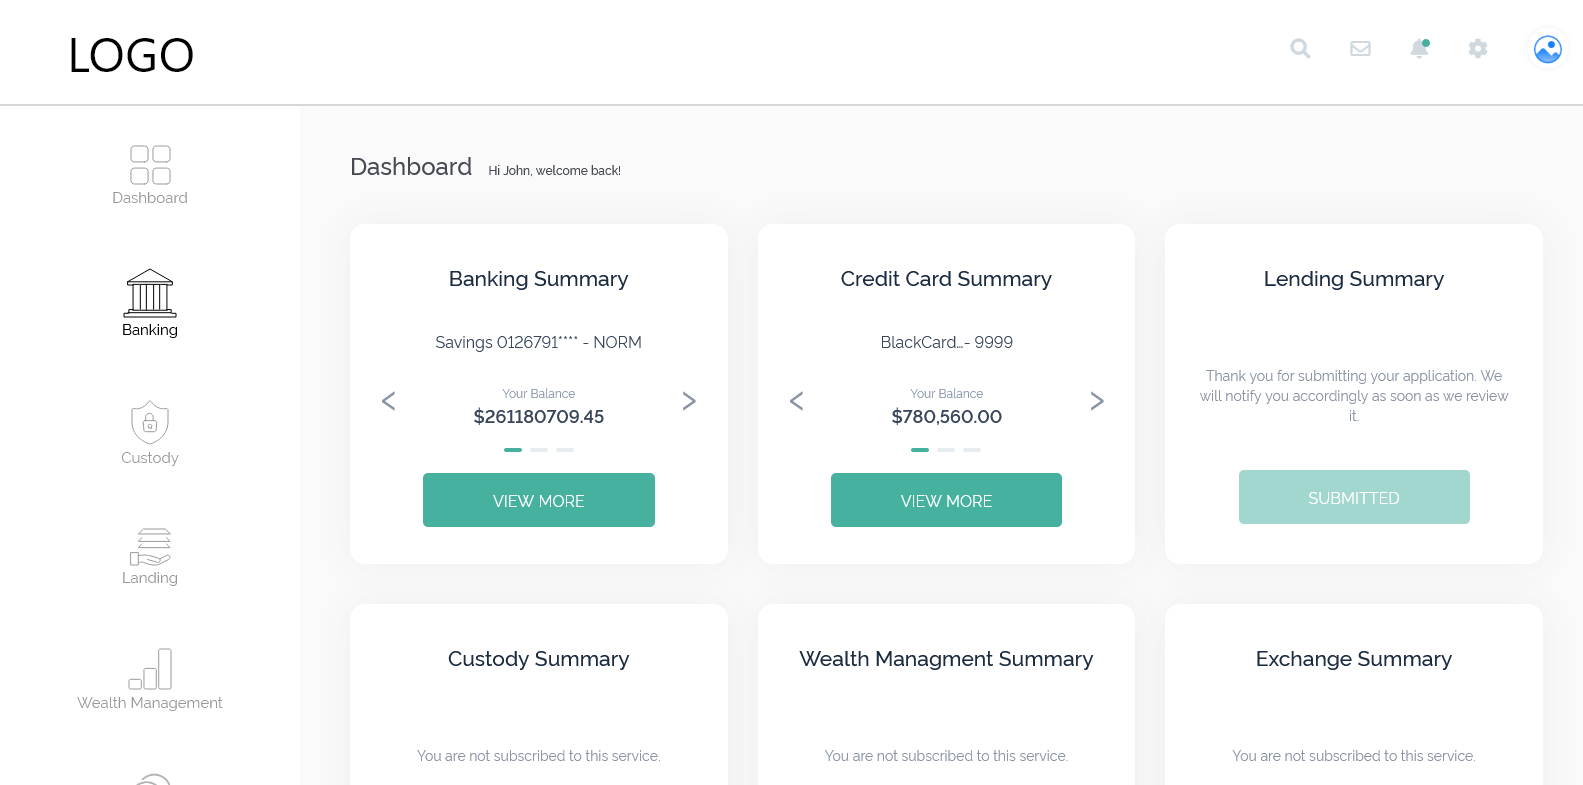 LOGO
Dashboard
Banking
Custody
Landing
Wealth Management
Dashboard Hi John, welcome back!
Banking Summary
Savings 0126791**** - NORM
<
Your Balance
$261180709.45
>
VIEW MORE
Credit Card Summary
BlackCard...- 9999
<
Your Balance
$780,560.00
>
VIEW MORE
Lending Summary
Thank you for submitting your application. We
will notify you accordingly as soon as we review
it.
SUBMITTED
Custody Summary
You are not subscribed to this service.
Wealth Managment Summary
You are not subscribed to this service.
Exchange Summary
You are not subscribed to this service.